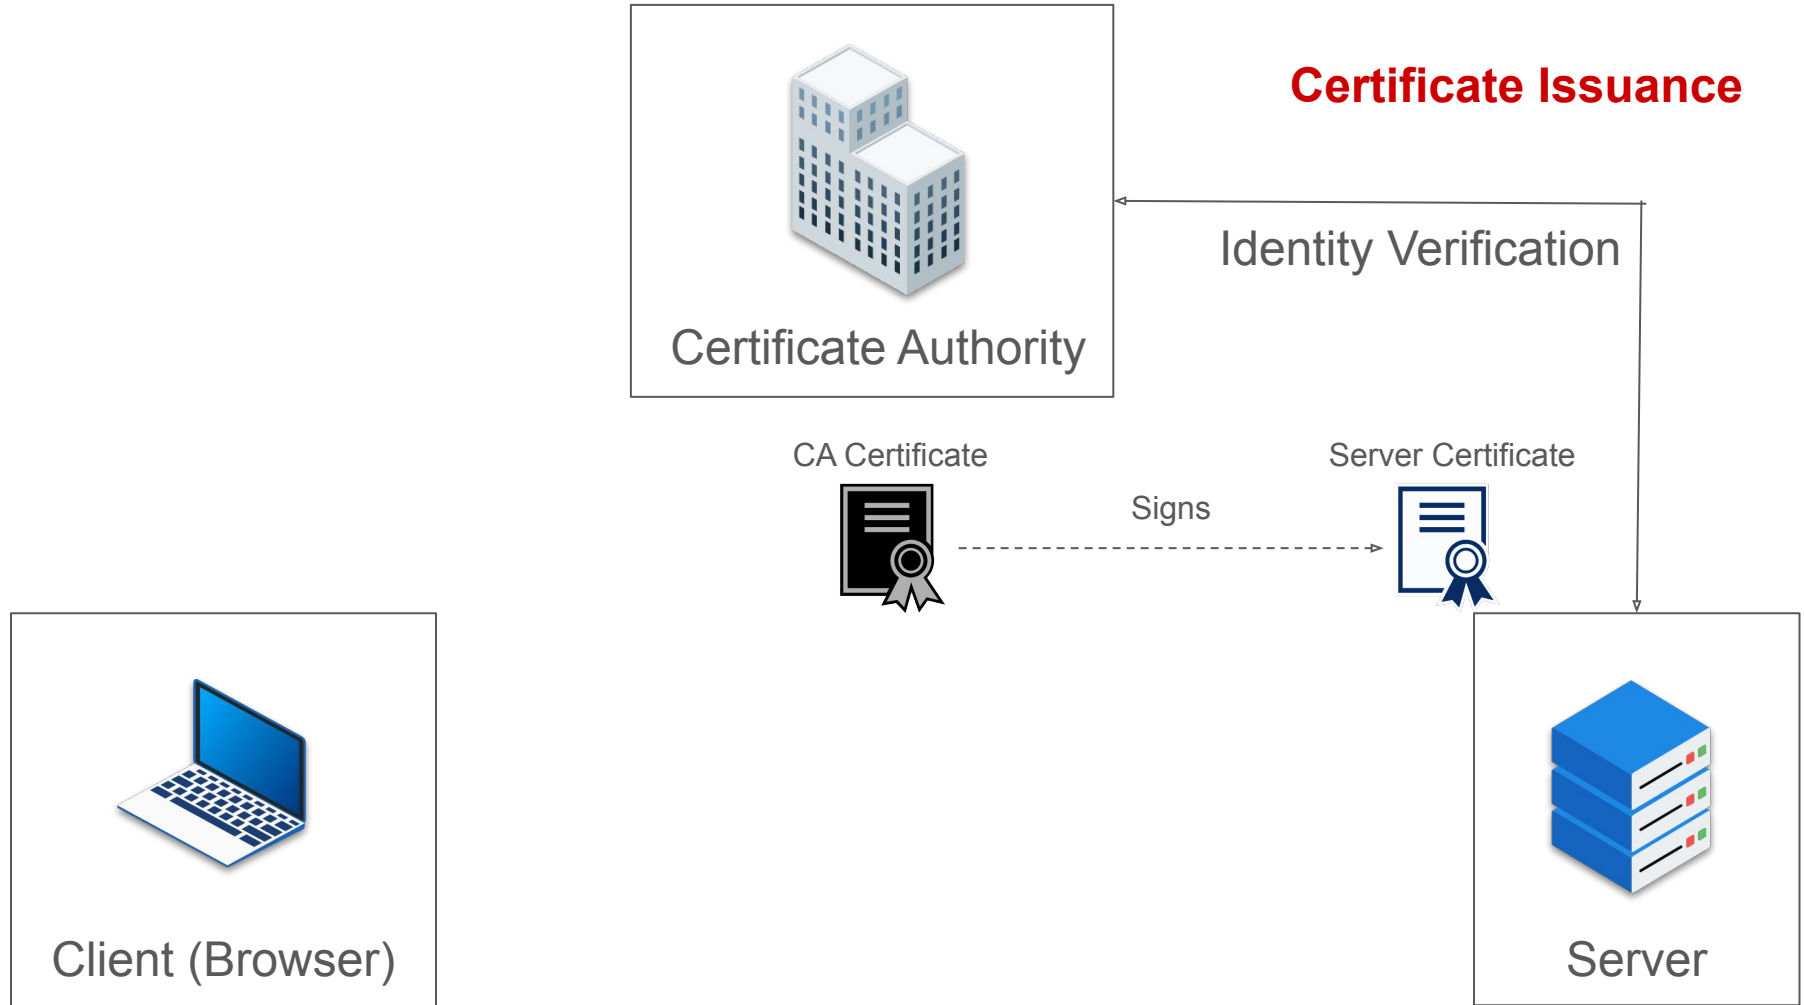 Certificate Issuance
Identity Verification
Certificate Authority
CA Certificate
Server Certificate
Signs
Client (Browser)
Server